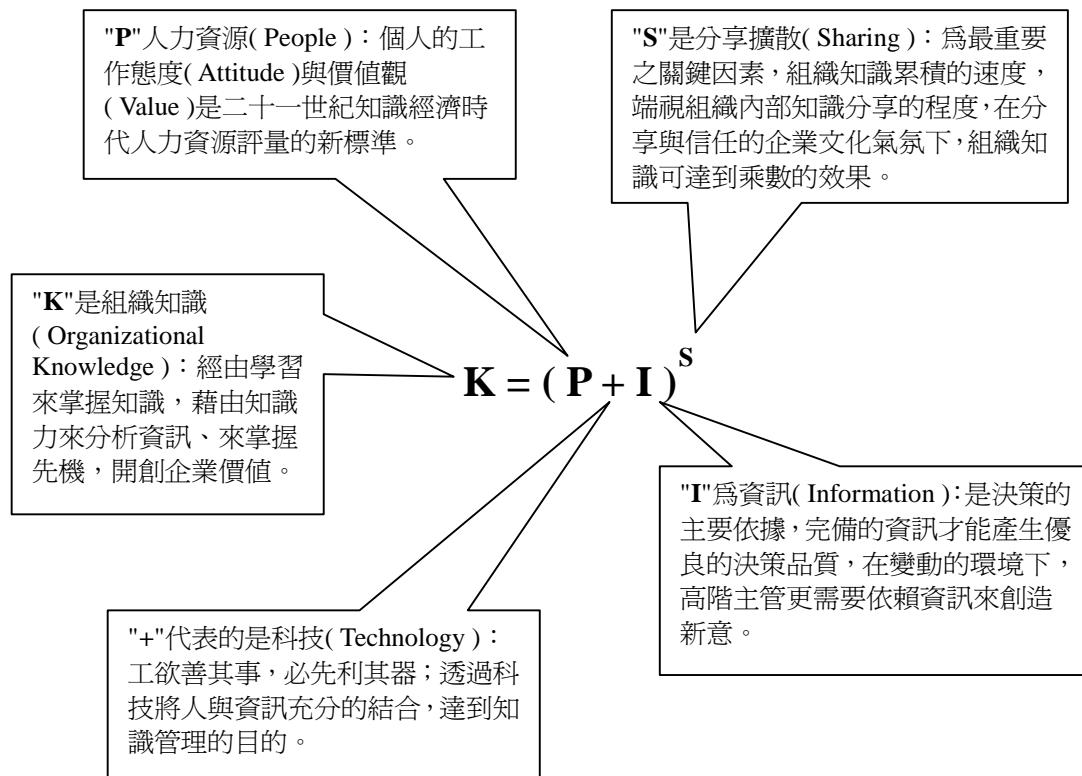 "P"人力資源( People )：個人的工
作態度( Attitude )與價值觀
( Value )是二十一世紀知識經濟時
代人力資源評量的新標準。
"S"是分享擴散( Sharing )：為最重要
之關鍵因素，組織知識累積的速度，
端視組織內部知識分享的程度，在分
享與信任的企業文化氣氛下，組織知
識可達到乘數的效果。
"K"是組織知識
( Organizational
Knowledge )：經由學習
來掌握知識，藉由知識
力來分析資訊、來掌握
先機，開創企業價值。
K = ( P + I )S
"I"為資訊( Information )：是決策的
主要依據，完備的資訊才能產生優
良的決策品質，在變動的環境下，
高階主管更需要依賴資訊來創造
新意。
"+"代表的是科技( Technology )：
工欲善其事，必先利其器；透過科
技將人與資訊充分的結合，達到知
識管理的目的。